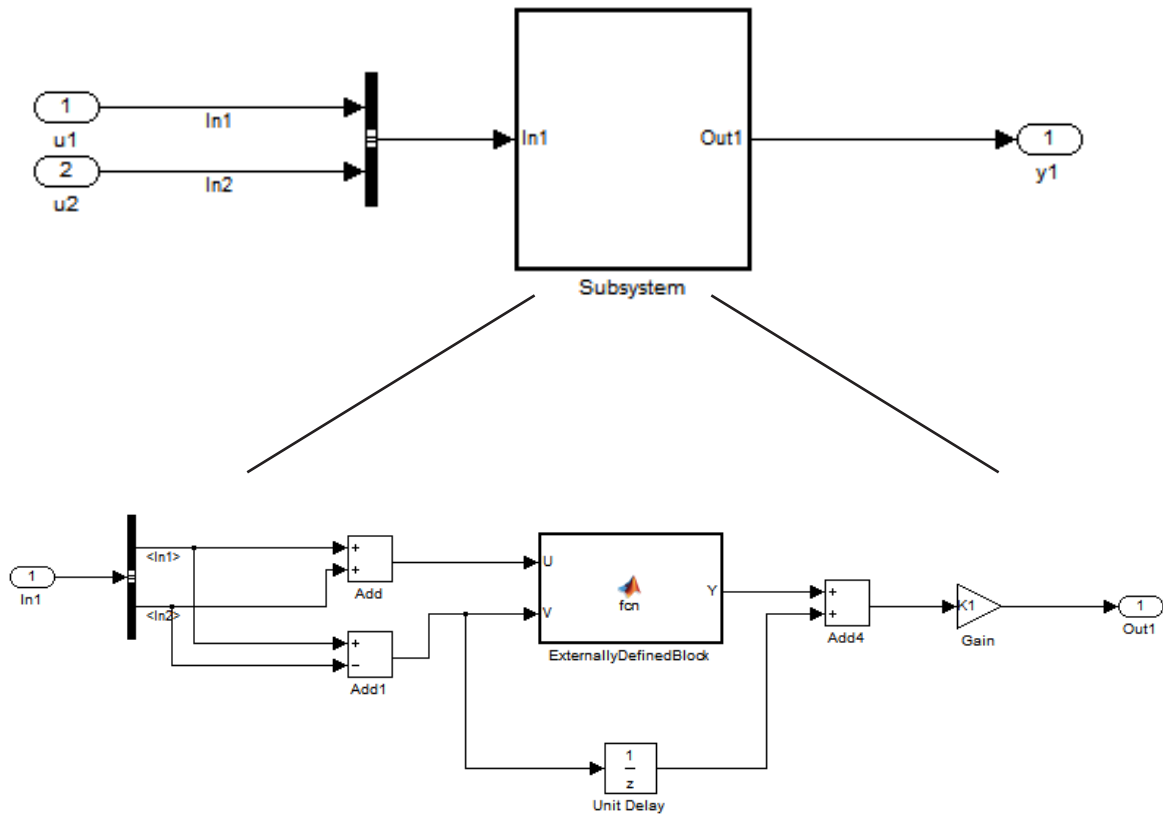 1
In1
u1
2
In2
u2
In1
Out1
1
y1
Subsystem
1
In1
<In1>
<In2>
+
+
Add
+
−
Add1
U
V
Y
fcn
ExternallyDefinedBlock
+
+
Add4
K1
Gain
1
Out1
1
z
Unit Delay